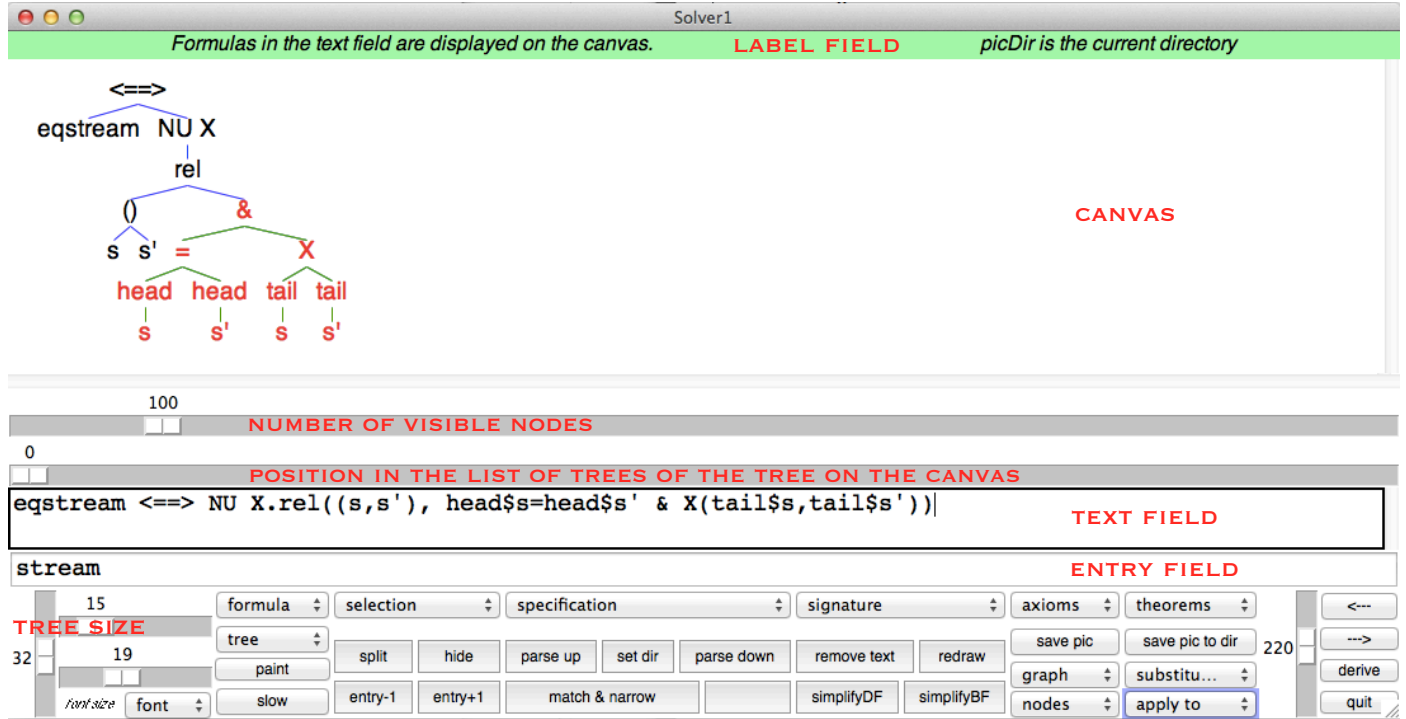 Solver1
Formulas in the text field are displayed on the canvas. LABEL FIELD picDir is the current directory
<==>
eqstream NU X
rel
() &
CANVAS
s s' = X
head head tail tail
s s' s s'
100
NUMBER OF VISIBLE NODES
0
POSITION IN THE LIST OF TREES OF THE TREE ON THE CANVAS
eqstream <==> NU X.rel((s,s'), head$s=head$s' & X(tail$s,tail$s'))
TEXT FIELD
stream ENTRY FIELD
15 formula selection specification signature axioms theorems <---
TREE SIZE
tree save pic save pic to dir --->
32 19 split hide parse up set dir parse down remove text redraw 220
paint graph substitu... derive
font size font slow entry-1 entry+1 match & narrow simplifyDF simplifyBF nodes apply to quit